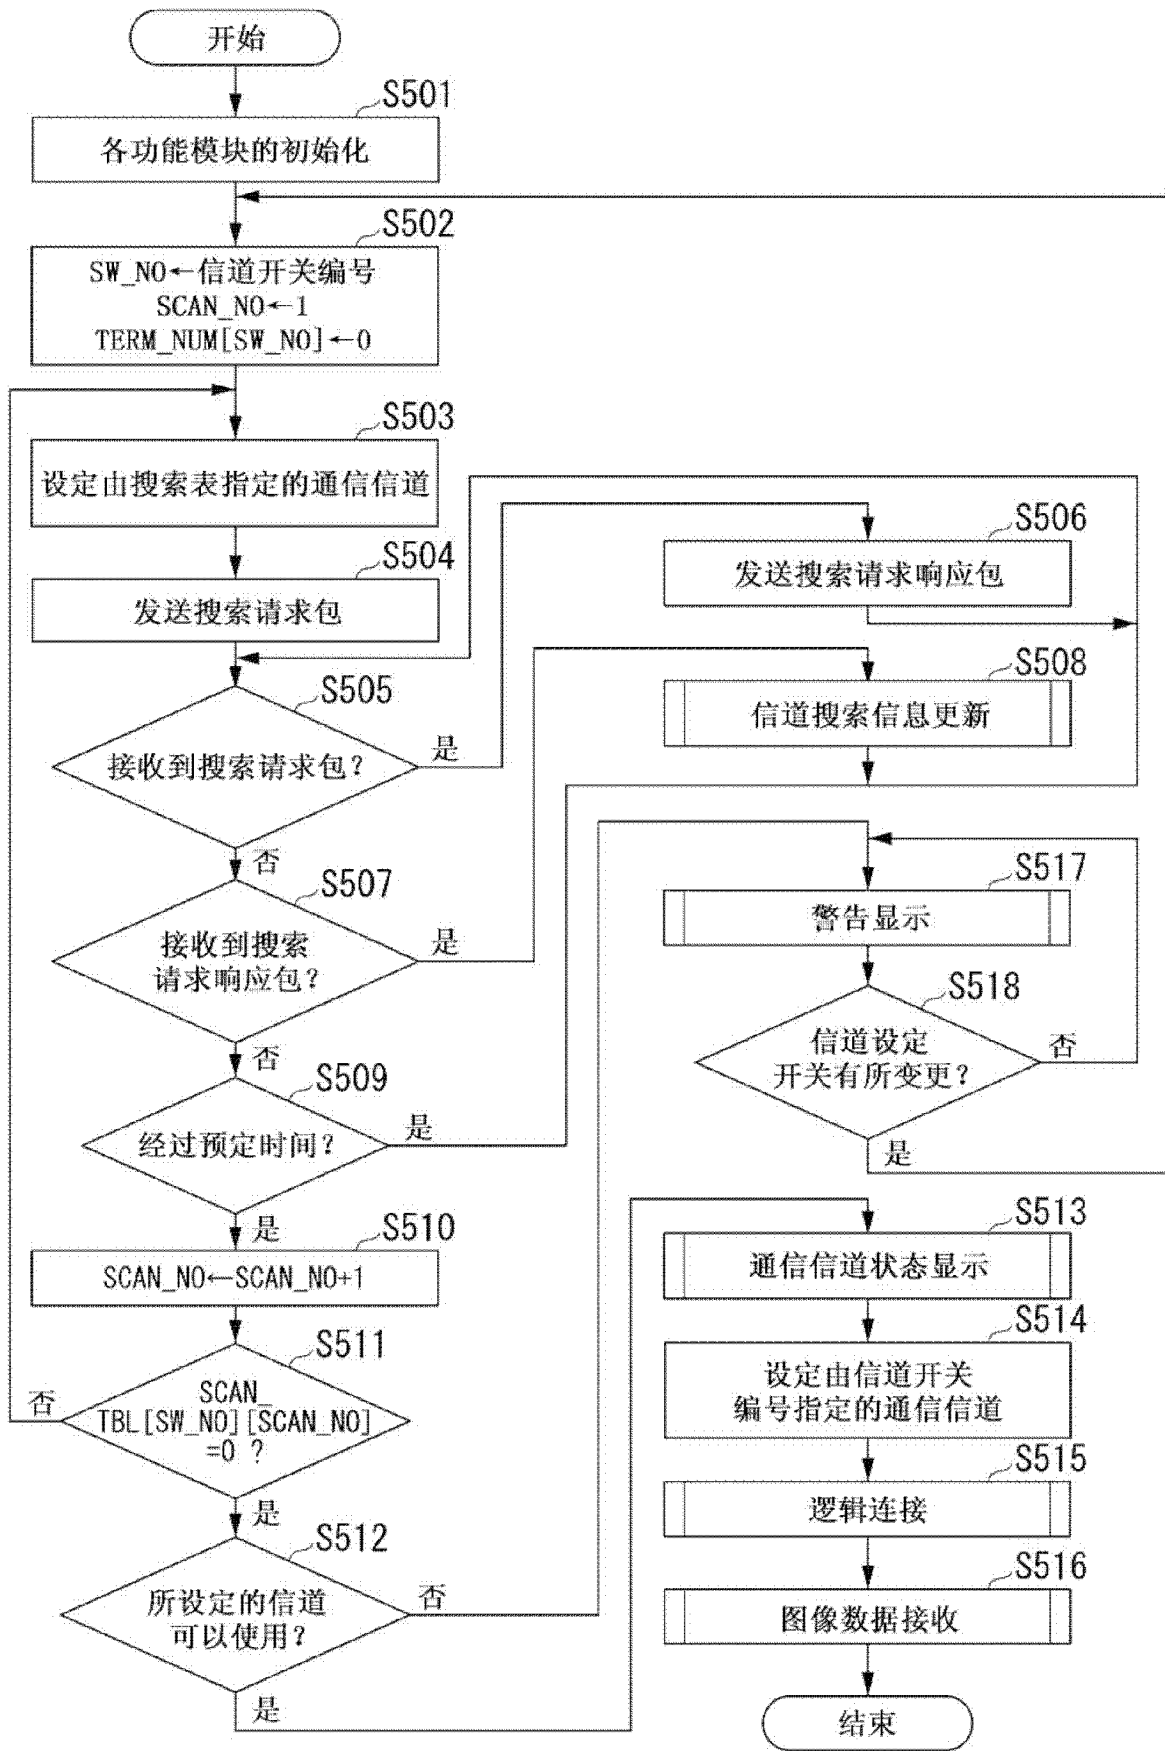 开始
S501
各功能模块的初始化
S502
SW_NO←信道开关编号
SCAN_NO←1
TERM_NUM[SW_NO]←0
S503
设定由搜索表指定的通信信道
S504
发送搜索请求包
S505
接收到搜索请求包？
是
否
S506
发送搜索请求响应包
S507
接收到搜索
请求响应包？
是
否
S508
信道搜索信息更新
S509
经过预定时间？
是
是
S510
SCAN_NO←SCAN_NO+1
S511
SCAN_
TBL[SW_NO][SCAN_NO]
=0 ？
否
是
S512
所设定的信道
可以使用？
否
是
S517
警告显示
S518
信道设定
开关有所变更？
否
是
S513
通信信道状态显示
S514
设定由信道开关
编号指定的通信信道
S515
逻辑连接
S516
图像数据接收
结束